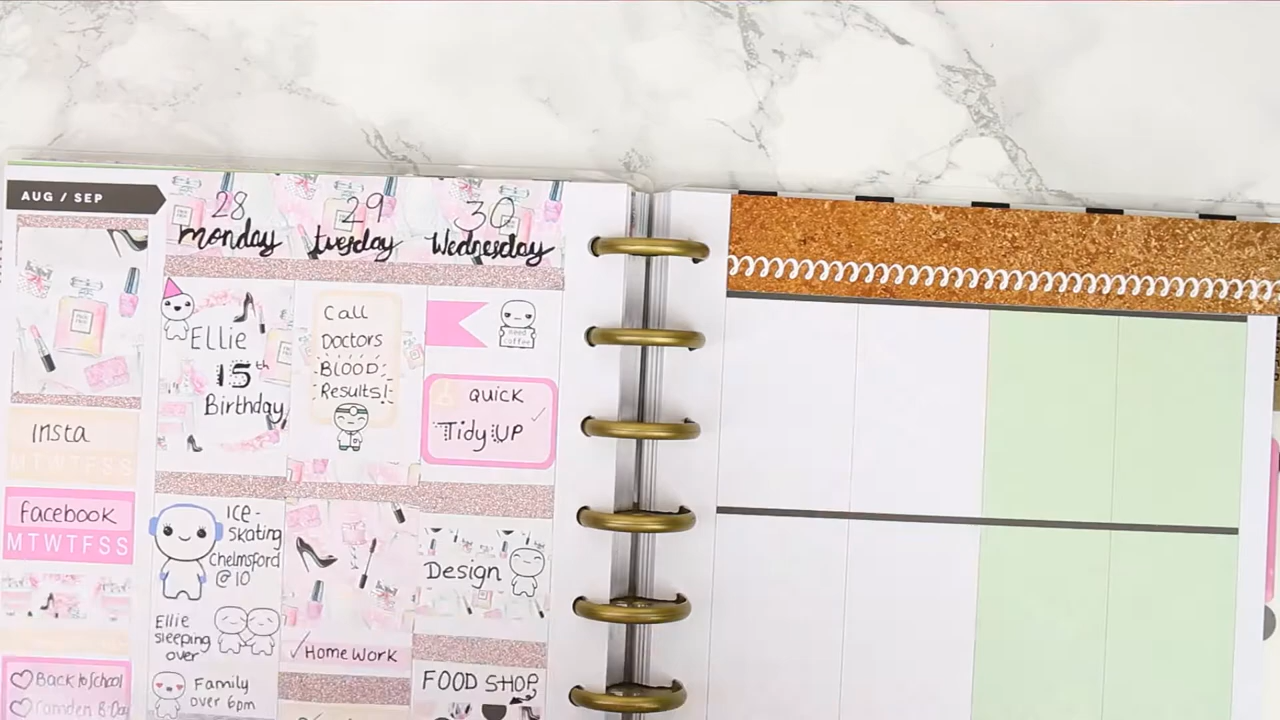 AUG / SEP
28
monday
29
tuesday
30
Wednesday
Insta
MTWTFSS
facebook
MTWTFSS
Back to School
Camden B-Day
Ellie
15th
Birthday
ICE-
skating
Chelmsford
@ 10
Ellie
sleeping
over
Family
over 6pm
Call
Doctors
BLOOD
Results!
✓ Home WORK
need
coffee
quick
Tidy UP
Design
FOOD SHOP